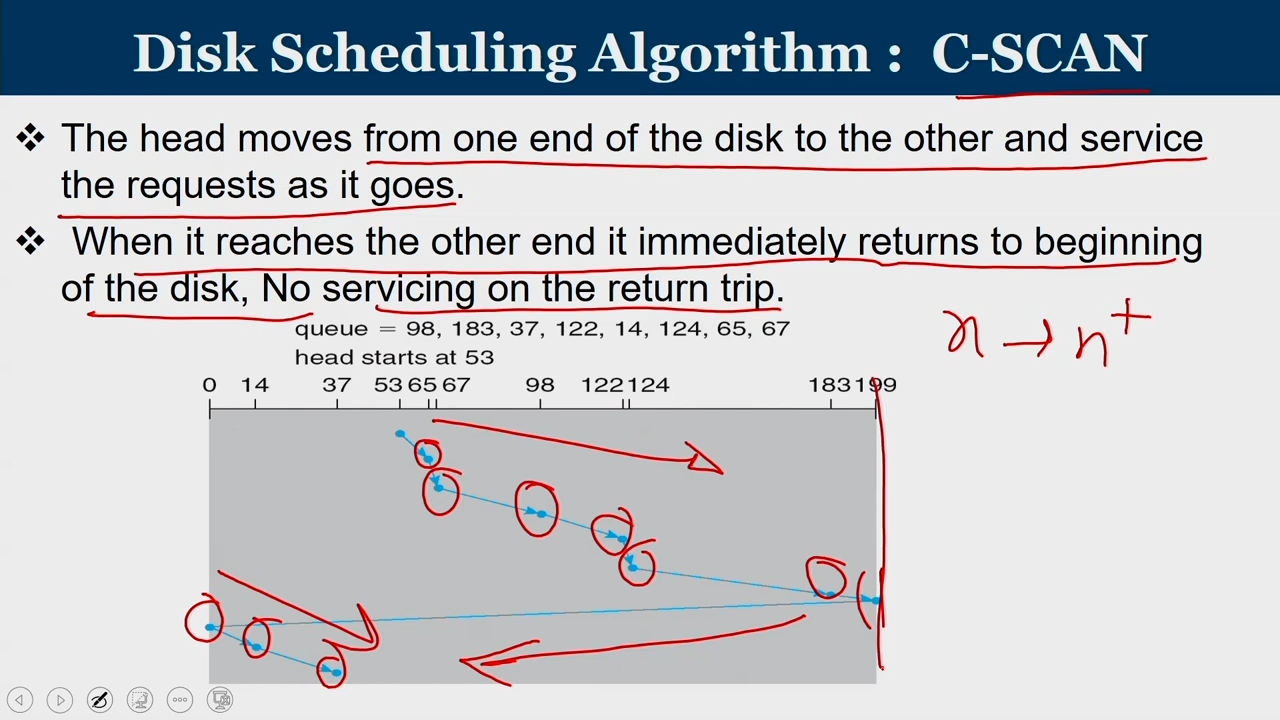 Disk Scheduling Algorithm : C-SCAN
❖ The head moves from one end of the disk to the other and service
the requests as it goes.
❖ When it reaches the other end it immediately returns to beginning
of the disk, No servicing on the return trip.
queue = 98, 183, 37, 122, 14, 124, 65, 67
head starts at 53
0 14 37 53 65 67 98 122 124 183 199
n → n+